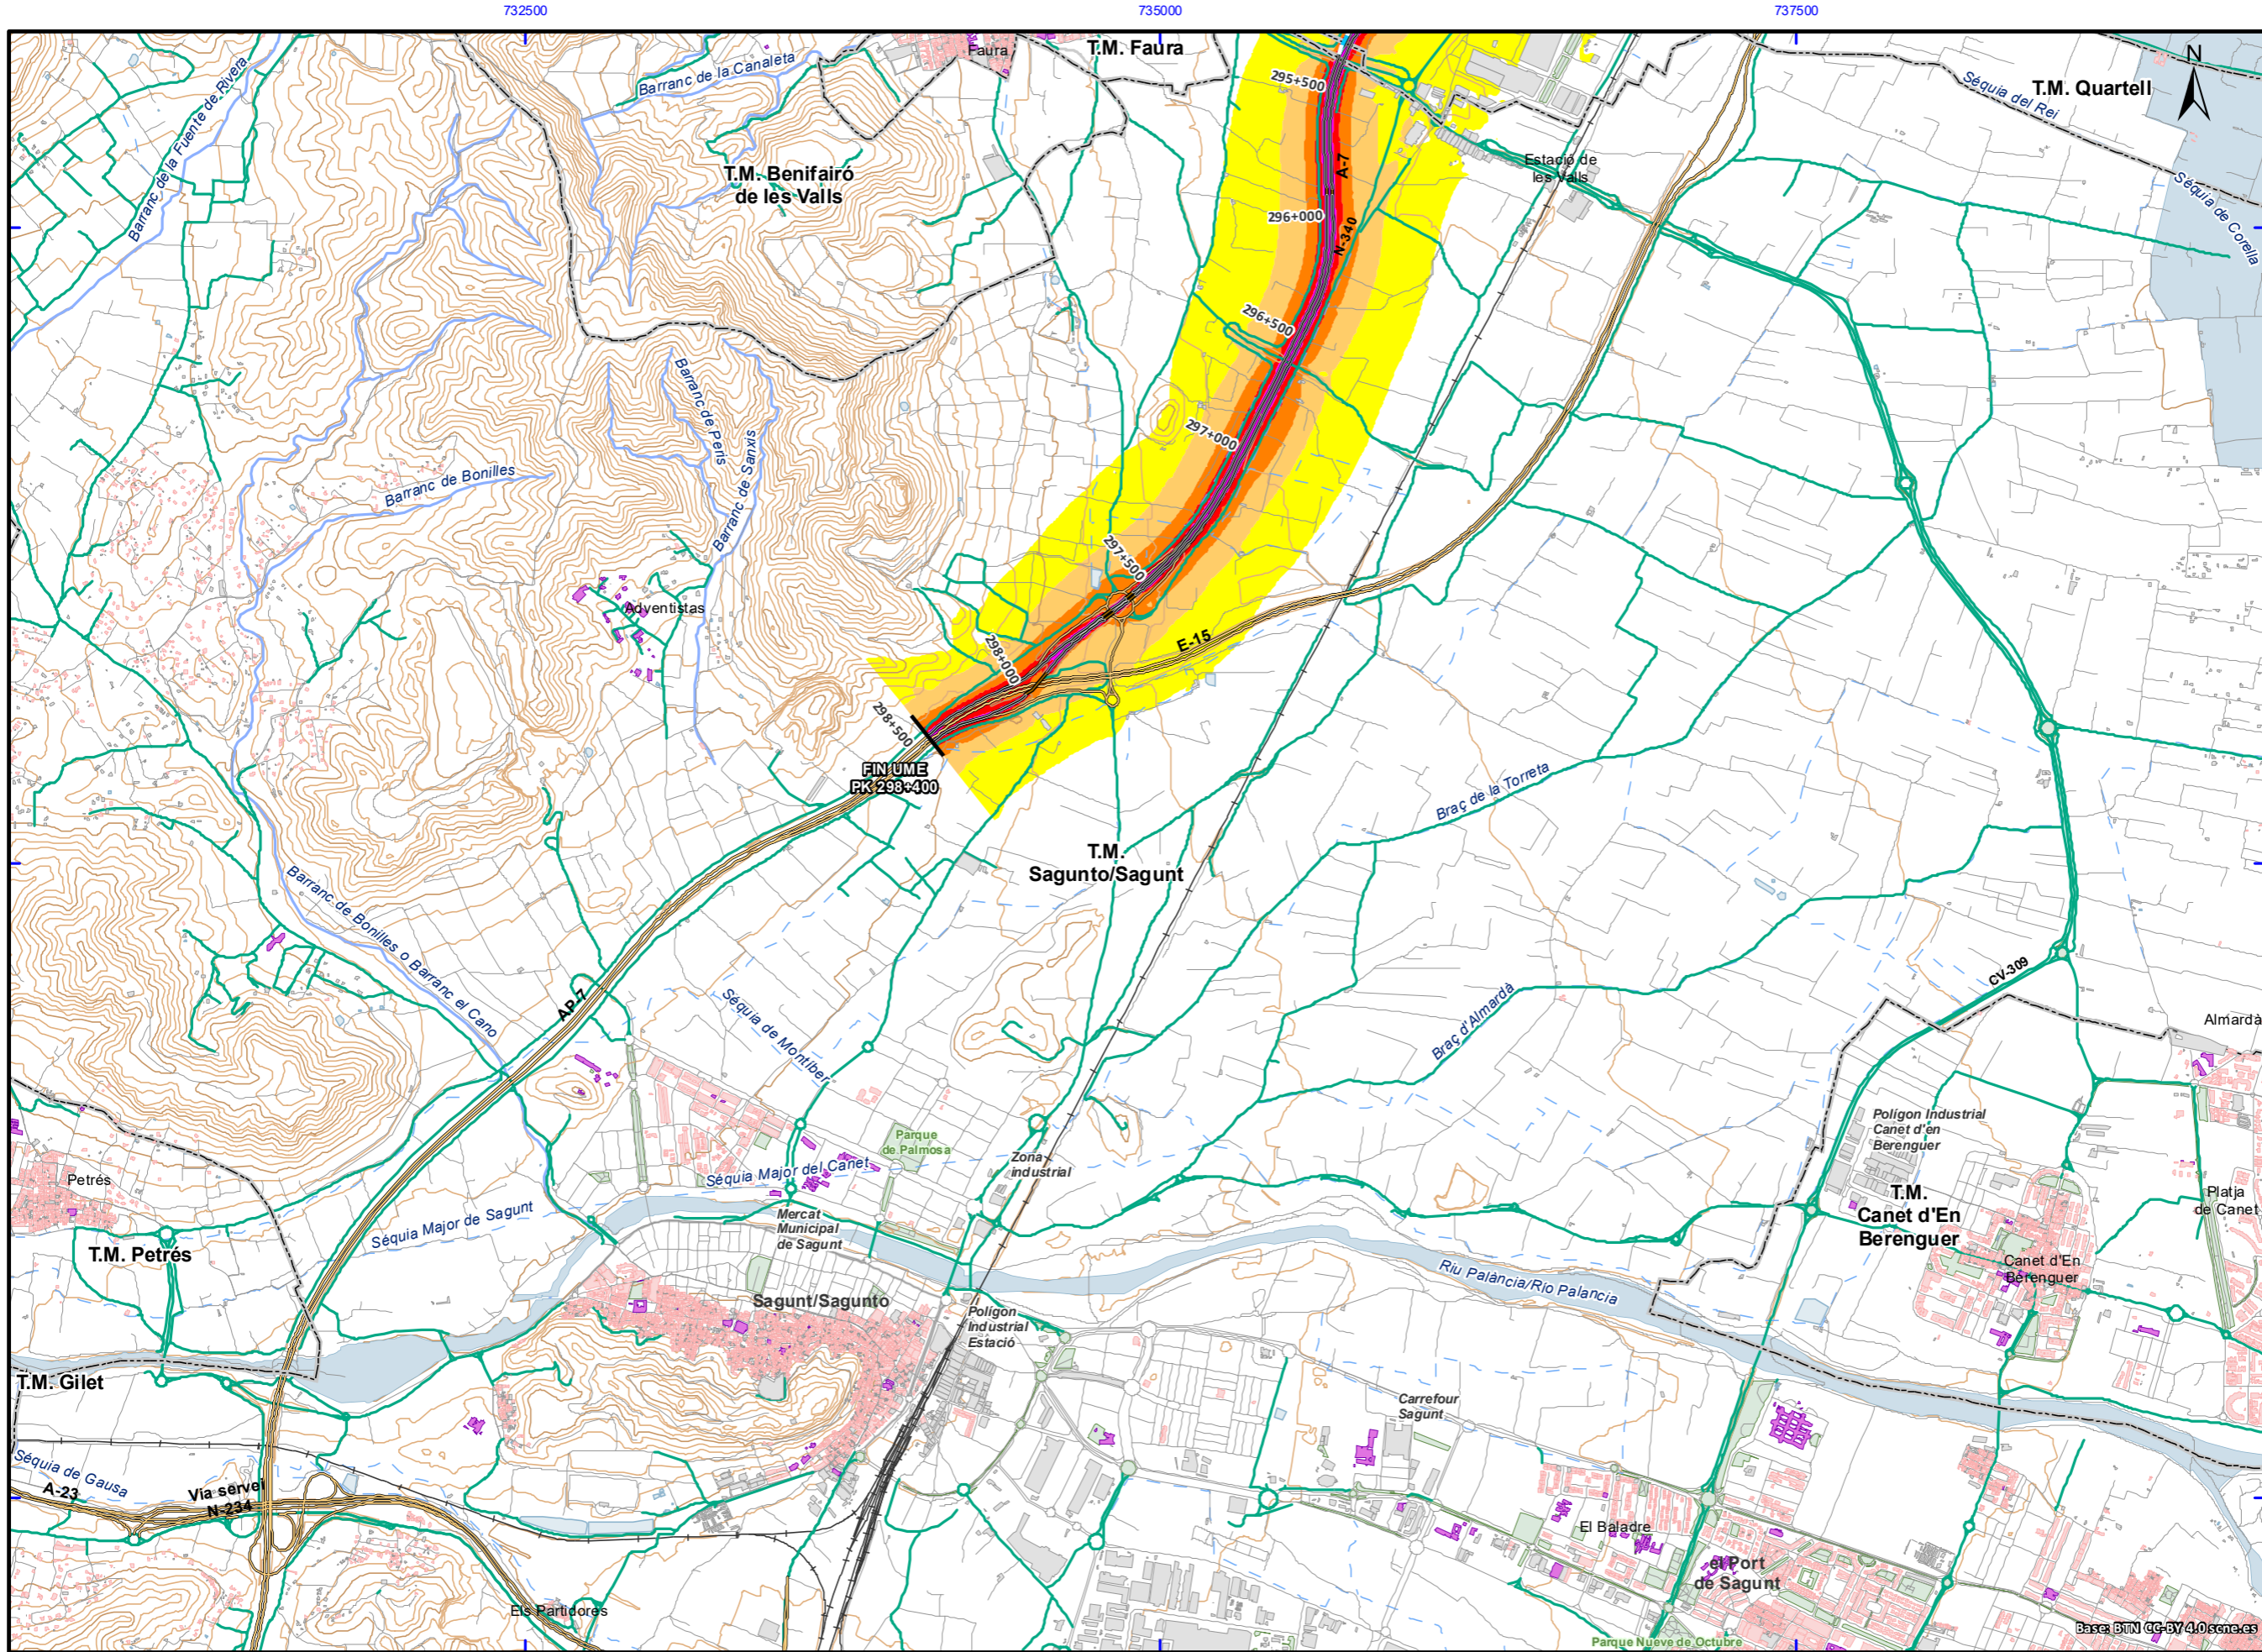 732500
735000
737500
Faura
T.M. Faura
N
Barranc de la Canaleta
295+500
Séquia del Rei
T.M. Quartell
Barranc de la Fuente de Rivera
T.M. Benifairó
de les Valls
A-7
Estació de
les Valls
Séquia de Corella
296+000
N-340
296+500
Barranc de Peris
297+000
Barranc de Sanxis
Barranc de Bonilles
297+500
Adventistas
E-15
298+000
298+500
FIN UME
PK 298+400
Braç de la Torreta
T.M.
Sagunto/Sagunt
Barranc de Bonilles o Barranc el Cano
CV-309
AP-7
Séquia de Montíber
Braç d'Almardà
Almardà
Polígon Industrial
Canet d'en
Berenguer
Parque
de Palmosa
Zona
industrial
Petrés
Séquia Major del Canet
T.M.
Canet d'En
Berenguer
Platja
de Canet
Séquia Major de Sagunt
Mercat
Municipal
de Sagunt
T.M. Petrés
Canet d'En
Berenguer
Riu Palància/Rio Palancia
Sagunt/Sagunto
Polígon
Industrial
Estació
T.M. Gilet
Carrefour
Sagunt
Séquia de Gausa
A-23
Via servei
N-234
El Baladre
el Port
de Sagunt
Els Partidores
Parque Nueve de Octubre
Base: BTN CC-BY 4.0 scne.es